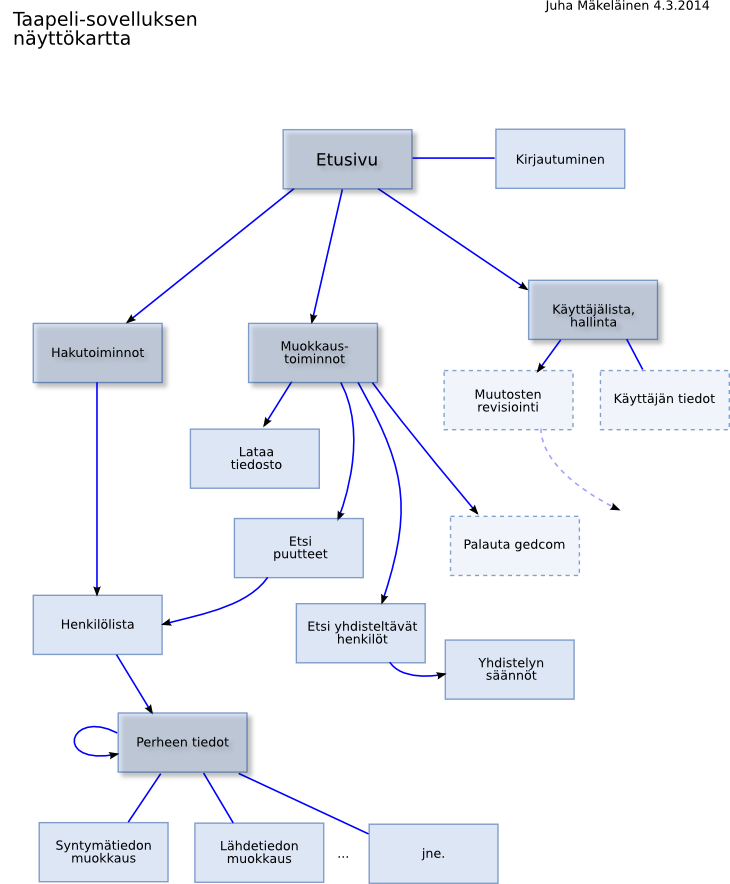 Juha Mäkeläinen 4.3.2014
Taapeli-sovelluksen
näyttökartta
Etusivu
Kirjautuminen
Käyttäjälista,
hallinta
Hakutoiminnot
Muokkaus-
toiminnot
Muutosten
revisiointi
Käyttäjän tiedot
Lataa
tiedosto
Etsi
puutteet
Palauta gedcom
Henkilölista
Etsi yhdisteltävät
henkilöt
Yhdistelyn
säännöt
Perheen tiedot
Syntymätiedon
muokkaus
Lähdetiedon
muokkaus
...
jne.